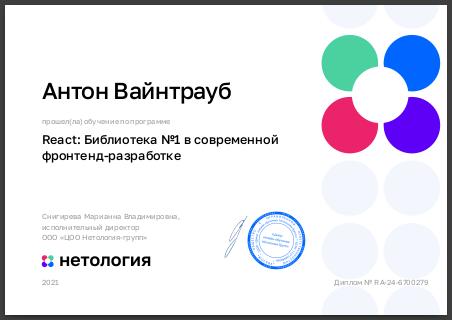 Антон Вайнтрауб
прошел(ла) обучение по программе
React: Библиотека №1 в современной
фронтенд-разработке
Снигирева Марианна Владимировна,
исполнительный директор
ООО «ЦОО Нетология-групп»
нетология
2021
Диплом № RA-24-6700279